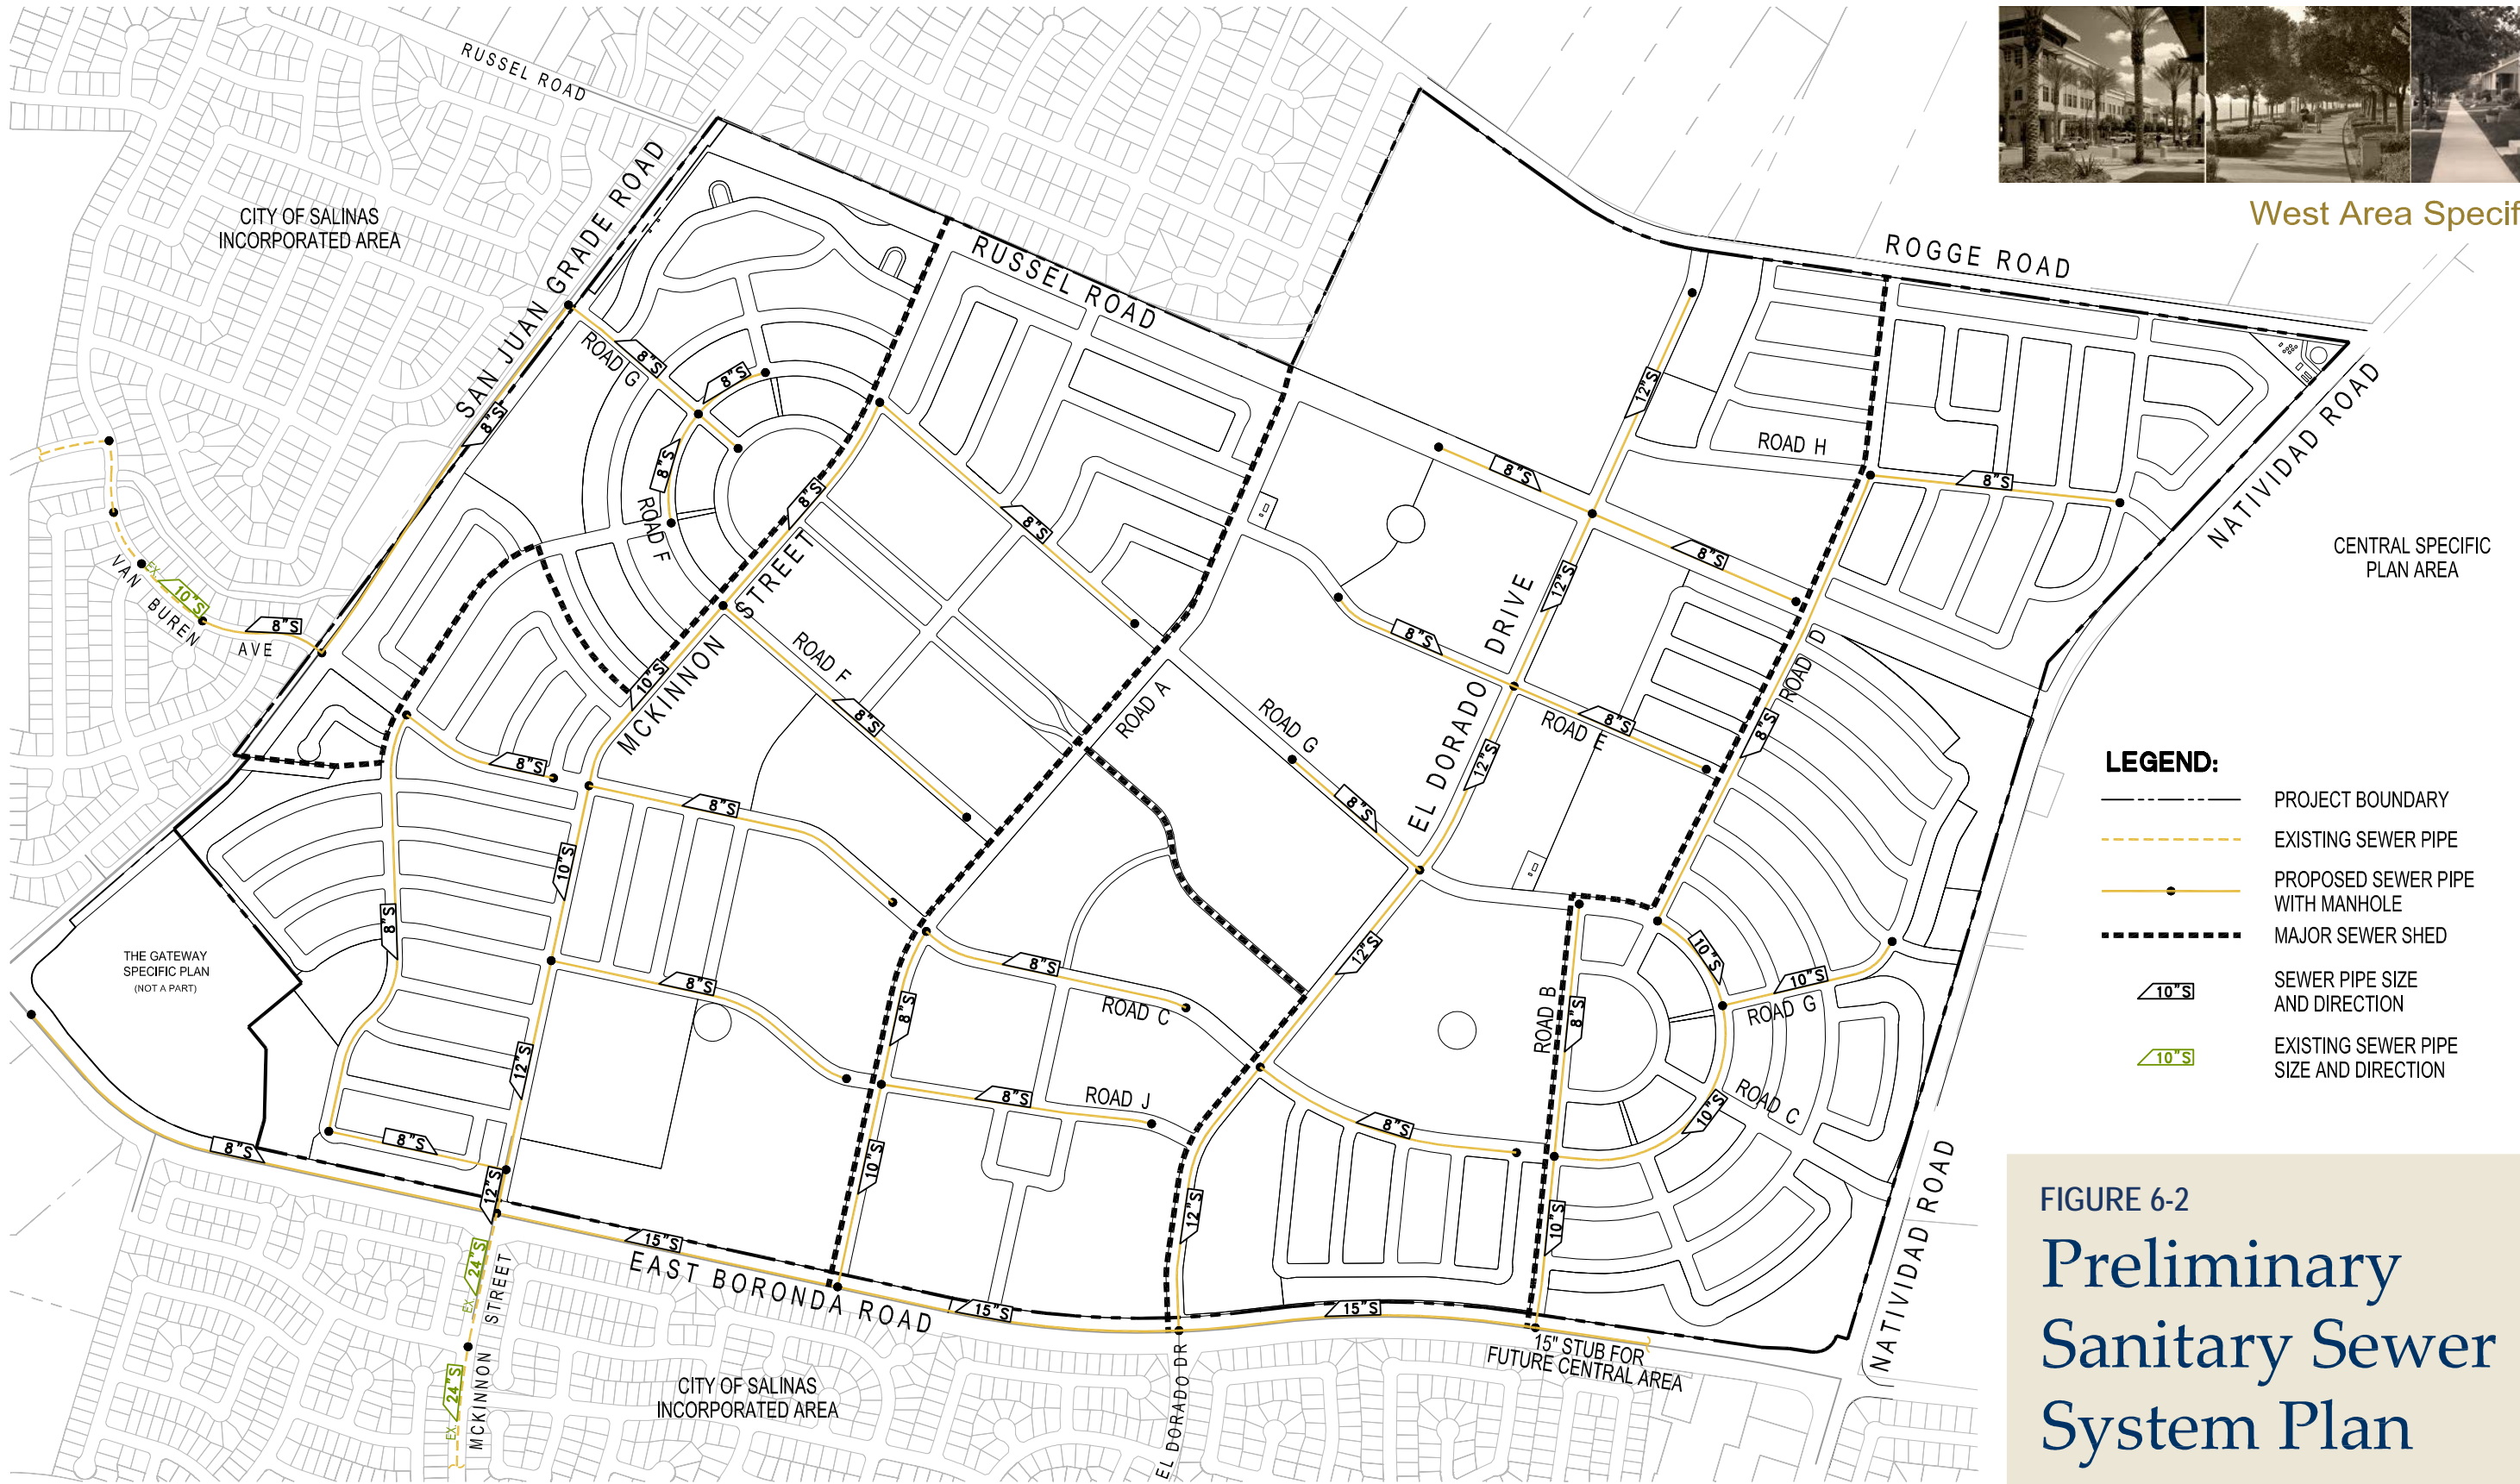 RUSSEL ROAD
West Area Specif
CITY OF SALINAS
INCORPORATED AREA
SAN JUAN GRADE ROAD
RUSSEL ROAD
ROGGE ROAD
ROAD G
8"S
8"S
8"S
8"S
ROAD F
8"S
12"S
ROAD H
8"S
8"S
8"S
8"S
NATIVIDAD ROAD
CENTRAL SPECIFIC
PLAN AREA
VAN BUREN AVE
EX. 10"S
8"S
MCKINNON STREET
10"S
ROAD F
8"S
ROAD A
12"S
EL DORADO DRIVE
8"S
ROAD E
8"S
12"S
ROAD D
8"S
ROAD G
8"S
8"S
8"S
10"S
8"S
THE GATEWAY
SPECIFIC PLAN
(NOT A PART)
8"S
12"S
8"S
ROAD C
8"S
8"S
ROAD J
10"S
12"S
ROAD B
8"S
10"S
10"S
ROAD G
ROAD C
10"S
8"S
12"S
10"S
8"S
8"S
12"S
15"S
EAST BORONDA ROAD
15"S
15"S
15" STUB FOR
FUTURE CENTRAL AREA
NATIVIDAD ROAD
EX. 24"S
EX. 24"S
MCKINNON STREET
CITY OF SALINAS
INCORPORATED AREA
EL DORADO DR
LEGEND:
PROJECT BOUNDARY
EXISTING SEWER PIPE
PROPOSED SEWER PIPE
WITH MANHOLE
MAJOR SEWER SHED
10"S
SEWER PIPE SIZE
AND DIRECTION
10"S
EXISTING SEWER PIPE
SIZE AND DIRECTION
FIGURE 6-2
Preliminary
Sanitary Sewer
System Plan